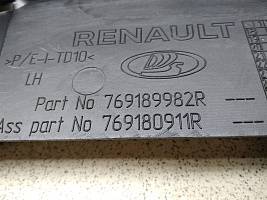 RENAULT
>P/E-I-TD10<
LH
Part No 769189982R ---
Ass part No 769180911R ---